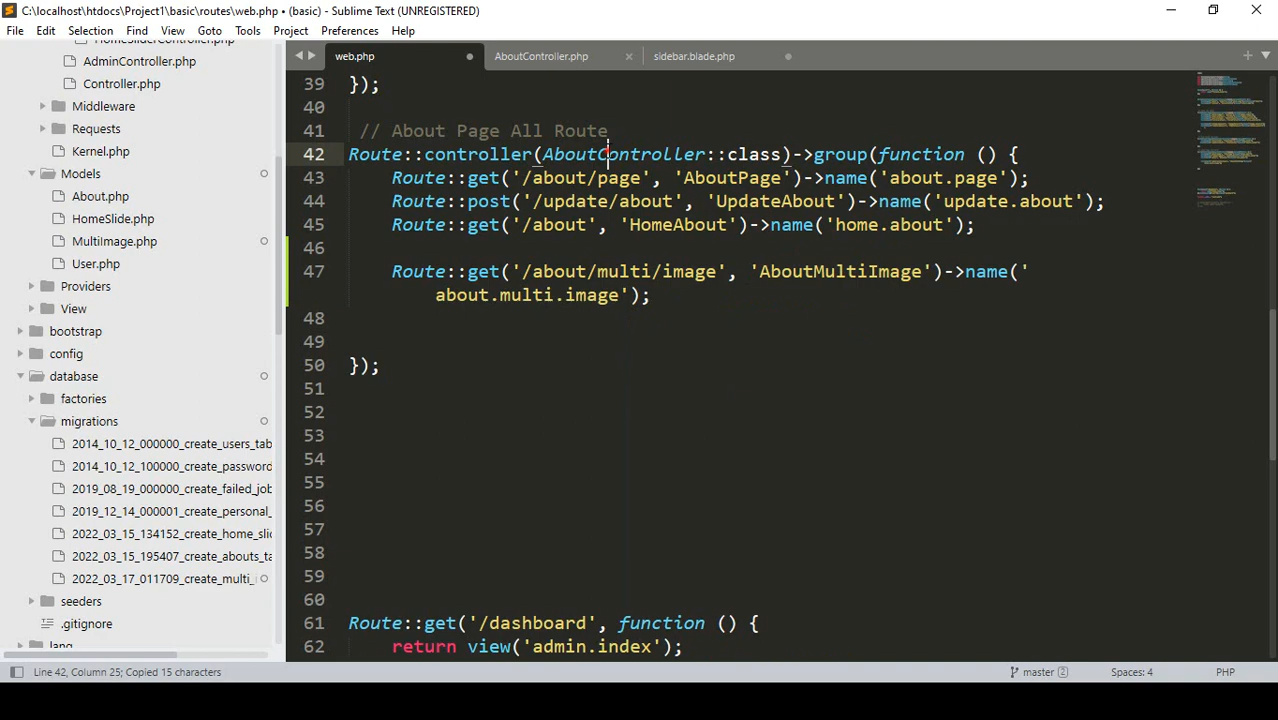 C:\localhost\htdocs\Project1\basic\routes\web.php • (basic) - Sublime Text (UNREGISTERED)
File Edit Selection Find View Goto Tools Project Preferences Help
HomeSliderController.php
AdminController.php
Controller.php
Middleware
Requests
Kernel.php
Models
About.php
HomeSlide.php
MultiImage.php
User.php
Providers
View
bootstrap
config
database
factories
migrations
2014_10_12_000000_create_users_tab
2014_10_12_100000_create_password
2019_08_19_000000_create_failed_job
2019_12_14_000001_create_personal_
2022_03_15_134152_create_home_slic
2022_03_15_195407_create_abouts_ta
2022_03_17_011709_create_multi_i
seeders
.gitignore
lang
web.php AboutController.php sidebar.blade.php
39 });
40
41 // About Page All Route
42 Route::controller(AboutController::class)->group(function () {
43 Route::get('/about/page', 'AboutPage')->name('about.page');
44 Route::post('/update/about', 'UpdateAbout')->name('update.about');
45 Route::get('/about', 'HomeAbout')->name('home.about');
46
47 Route::get('/about/multi/image', 'AboutMultiImage')->name('
about.multi.image');
48
49
50 });
51
52
53
54
55
56
57
58
59
60
61 Route::get('/dashboard', function () {
62 return view('admin.index');
Line 42, Column 25; Copied 15 characters master 2 Spaces: 4 PHP